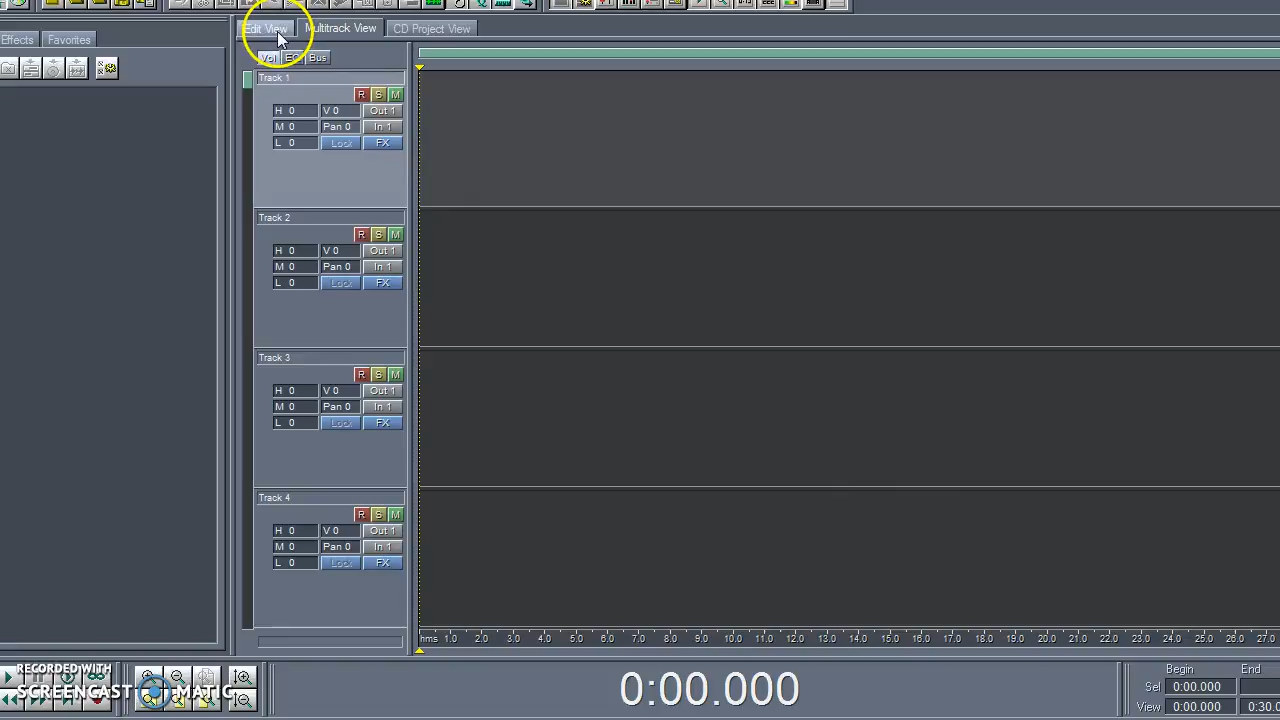 Edit View Multitrack View CD Project View
Effects Favorites
Vol EQ Bus
Track 1
R S M
H 0 V 0 Out 1
M 0 Pan 0 In 1
L 0 Lock FX
Track 2
R S M
H 0 V 0 Out 1
M 0 Pan 0 In 1
L 0 Lock FX
Track 3
R S M
H 0 V 0 Out 1
M 0 Pan 0 In 1
L 0 Lock FX
Track 4
R S M
H 0 V 0 Out 1
M 0 Pan 0 In 1
L 0 Lock FX
hms 1.0 2.0 3.0 4.0 5.0 6.0 7.0 8.0 9.0 10.0 11.0 12.0 13.0 14.0 15.0 16.0 17.0 18.0 19.0 20.0 21.0 22.0 23.0 24.0 25.0 26.0 27.0
RECORDED WITH
SCREENCAST MATIC
0:00.000
Begin End
Sel 0:00.000 0:00.0
View 0:00.000 0:30.0